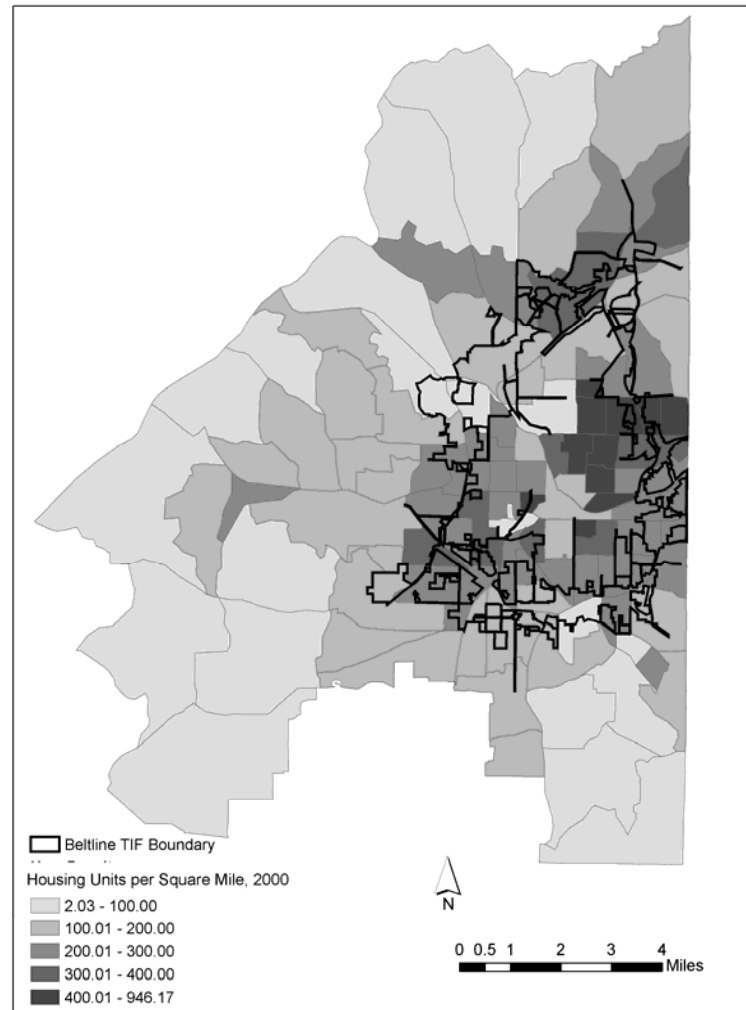 Beltline TIF Boundary
Housing Units per Square Mile, 2000
2.03 - 100.00
100.01 - 200.00
200.01 - 300.00
300.01 - 400.00
400.01 - 946.17
N
0 0.5 1 2 3 4
Miles